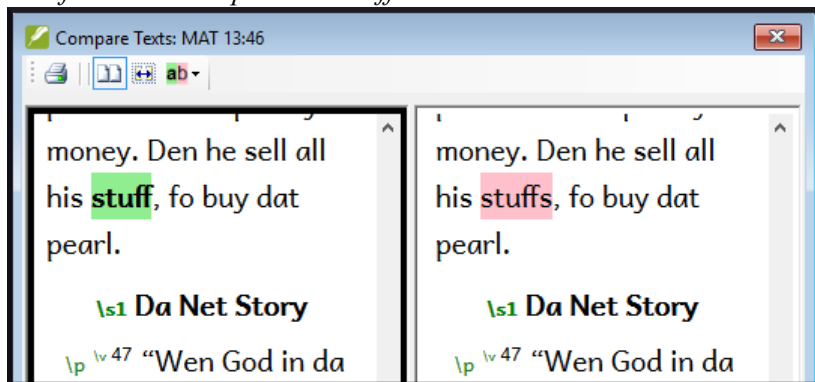 Compare Texts: MAT 13:46
ab
money. Den he sell all
his stuff, fo buy dat
pearl.
\s1 Da Net Story
\p \v 47 “Wen God in da
money. Den he sell all
his stuffs, fo buy dat
pearl.
\s1 Da Net Story
\p \v 47 “Wen God in da